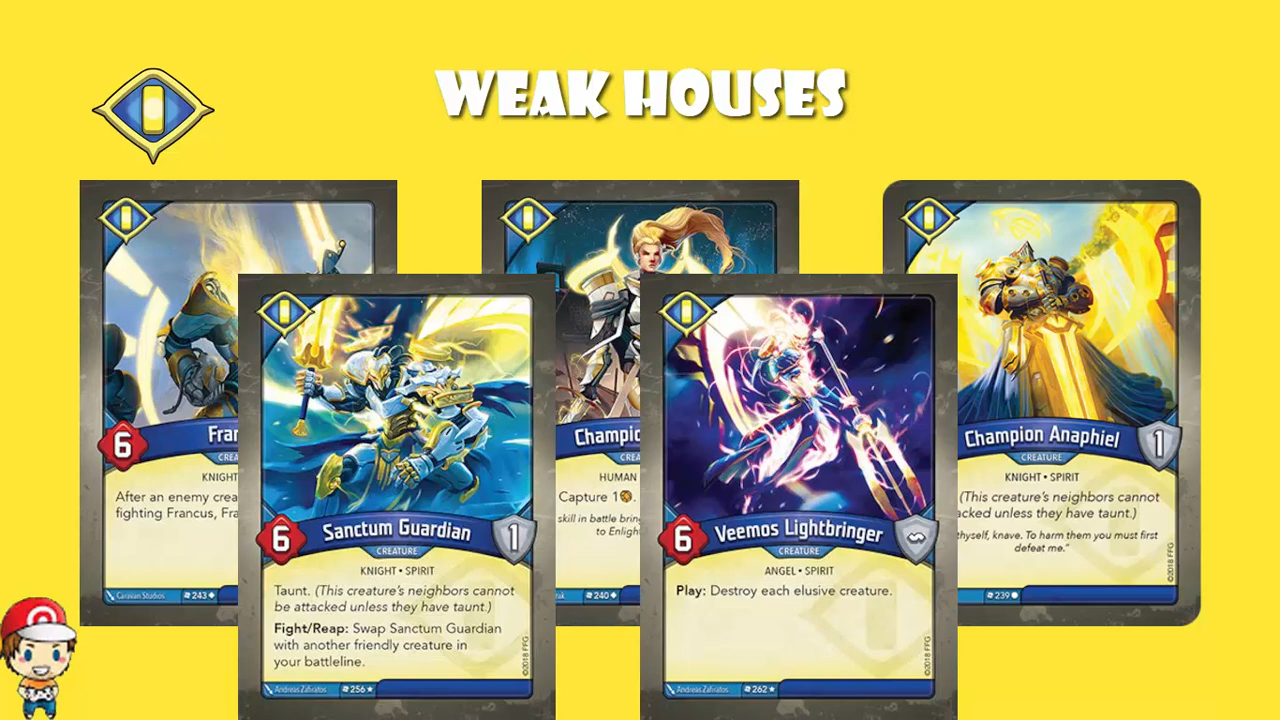 WEAK HOUSES
6
Fran
CREA
KNIGHT
After an enemy crea
fighting Francus, Fra
Caravan Studios 243
Champio
CREA
HUMAN
Capture 1
skill in battle brin
to Enligh
240
Champion Anaphiel
1
CREATURE
KNIGHT • SPIRIT
(This creature's neighbors cannot
acked unless they have taunt.)
thyself, knave. To harm them you must first
defeat me."
©2018 FFG
239
6
Sanctum Guardian
1
CREATURE
KNIGHT • SPIRIT
Taunt. (This creature's neighbors cannot
be attacked unless they have taunt.)
Fight/Reap: Swap Sanctum Guardian
with another friendly creature in
your battleline.
©2018 FFG
Andreas Zafiratos 256
6
Veemos Lightbringer
CREATURE
ANGEL • SPIRIT
Play: Destroy each elusive creature.
©2018 FFG
Andreas Zafiratos 262